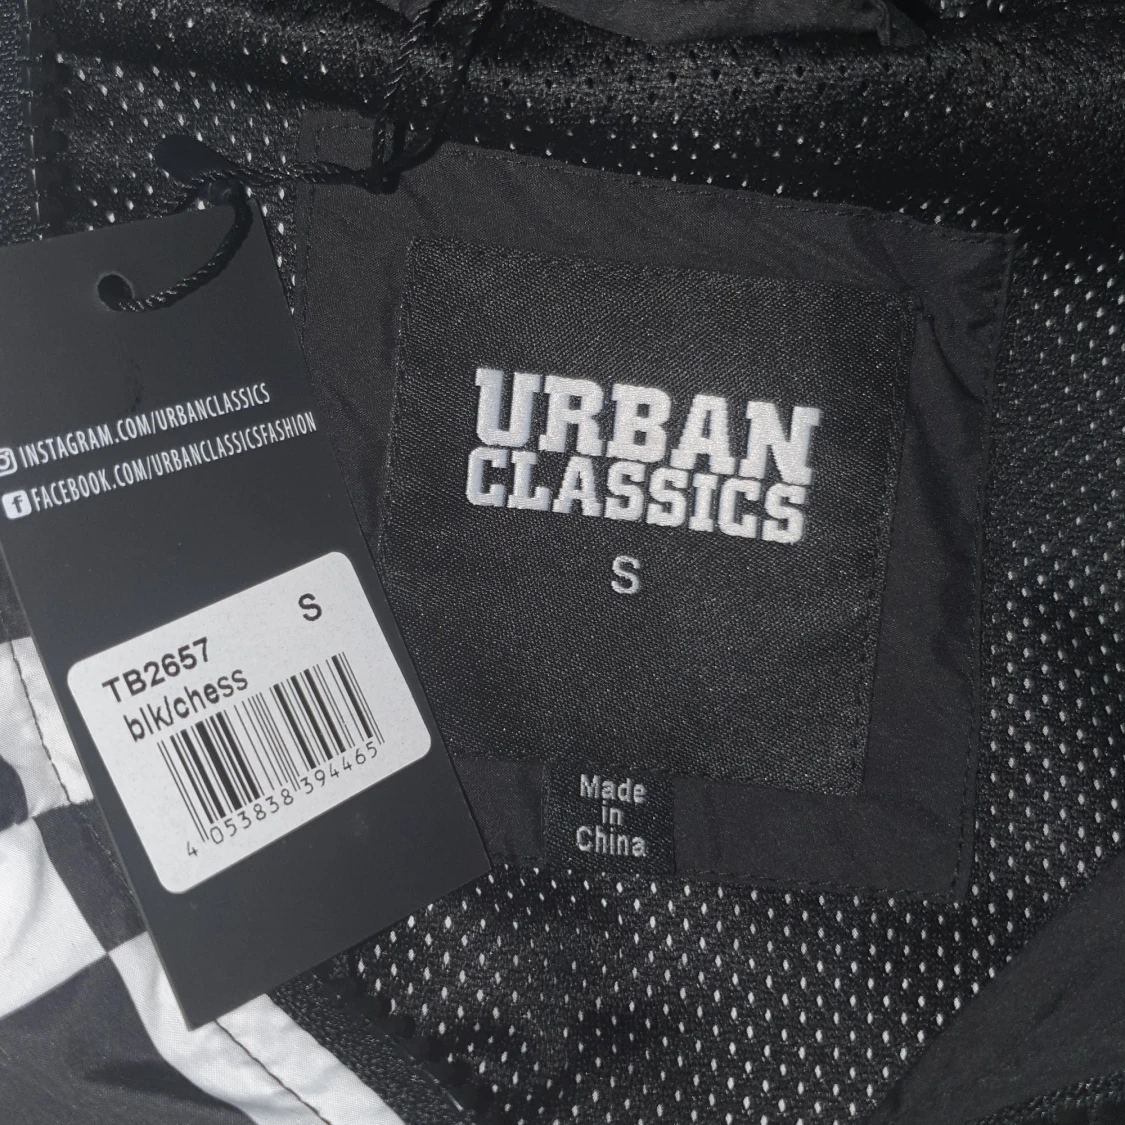 INSTAGRAM.COM/URBANCLASSICS
FACEBOOK.COM/URBANCLASSICSFASHION
S
TB2657
blk/chess
4 053838 394465
URBAN
CLASSICS
S
Made
in
China